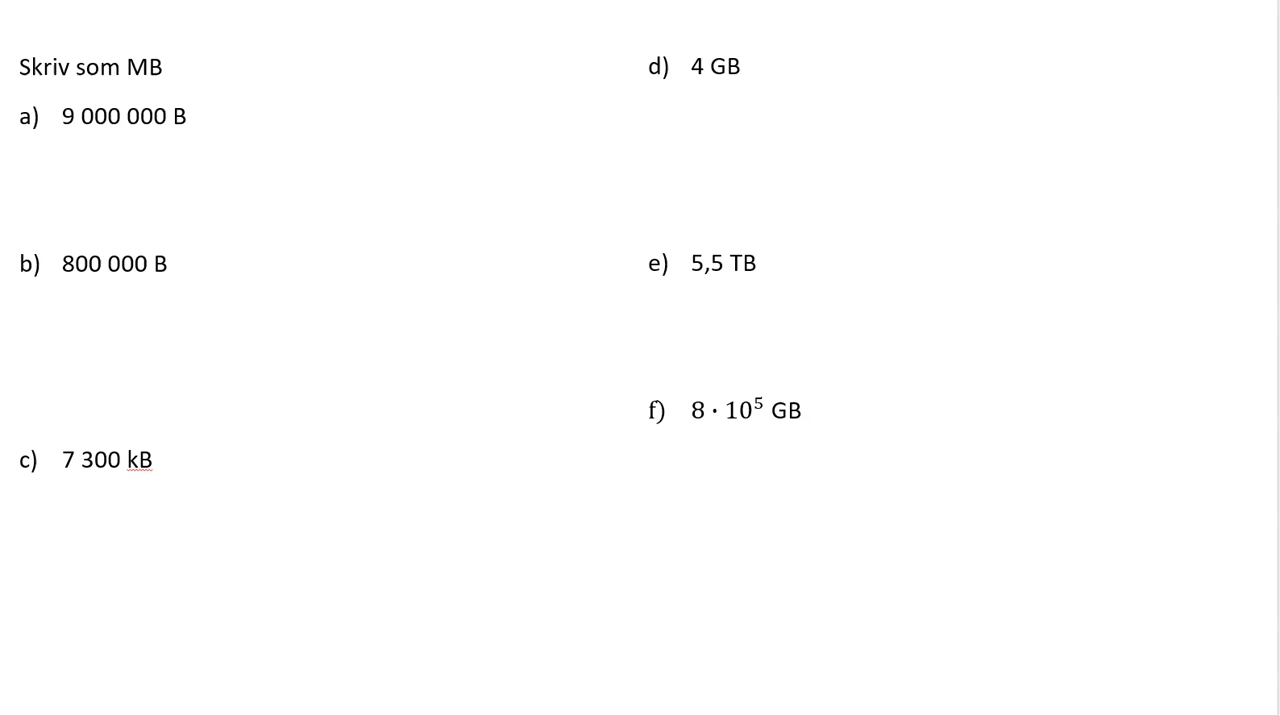 Skriv som MB
a) 9 000 000 B
b) 800 000 B
c) 7 300 kB
d) 4 GB
e) 5,5 TB
f) 8 · 10⁵ GB